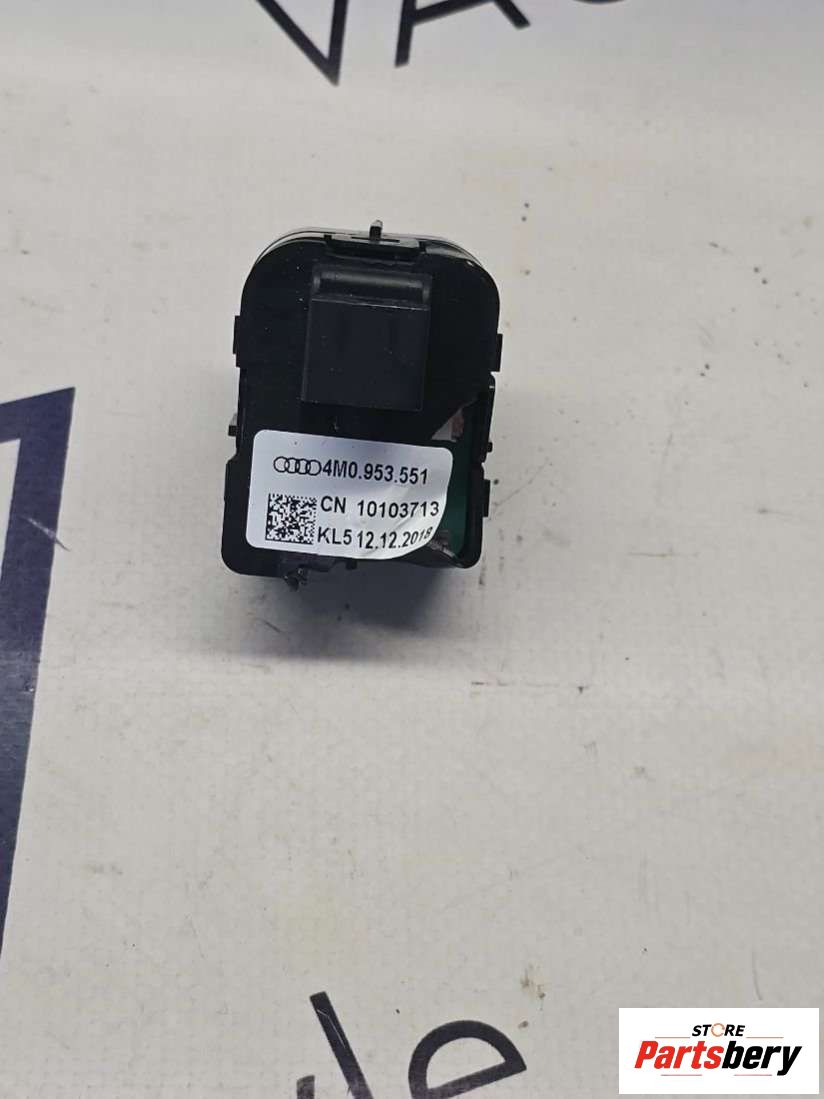 4M0.953.551
CN 10103713
KL5 12.12.2018
STORE
Partsbery